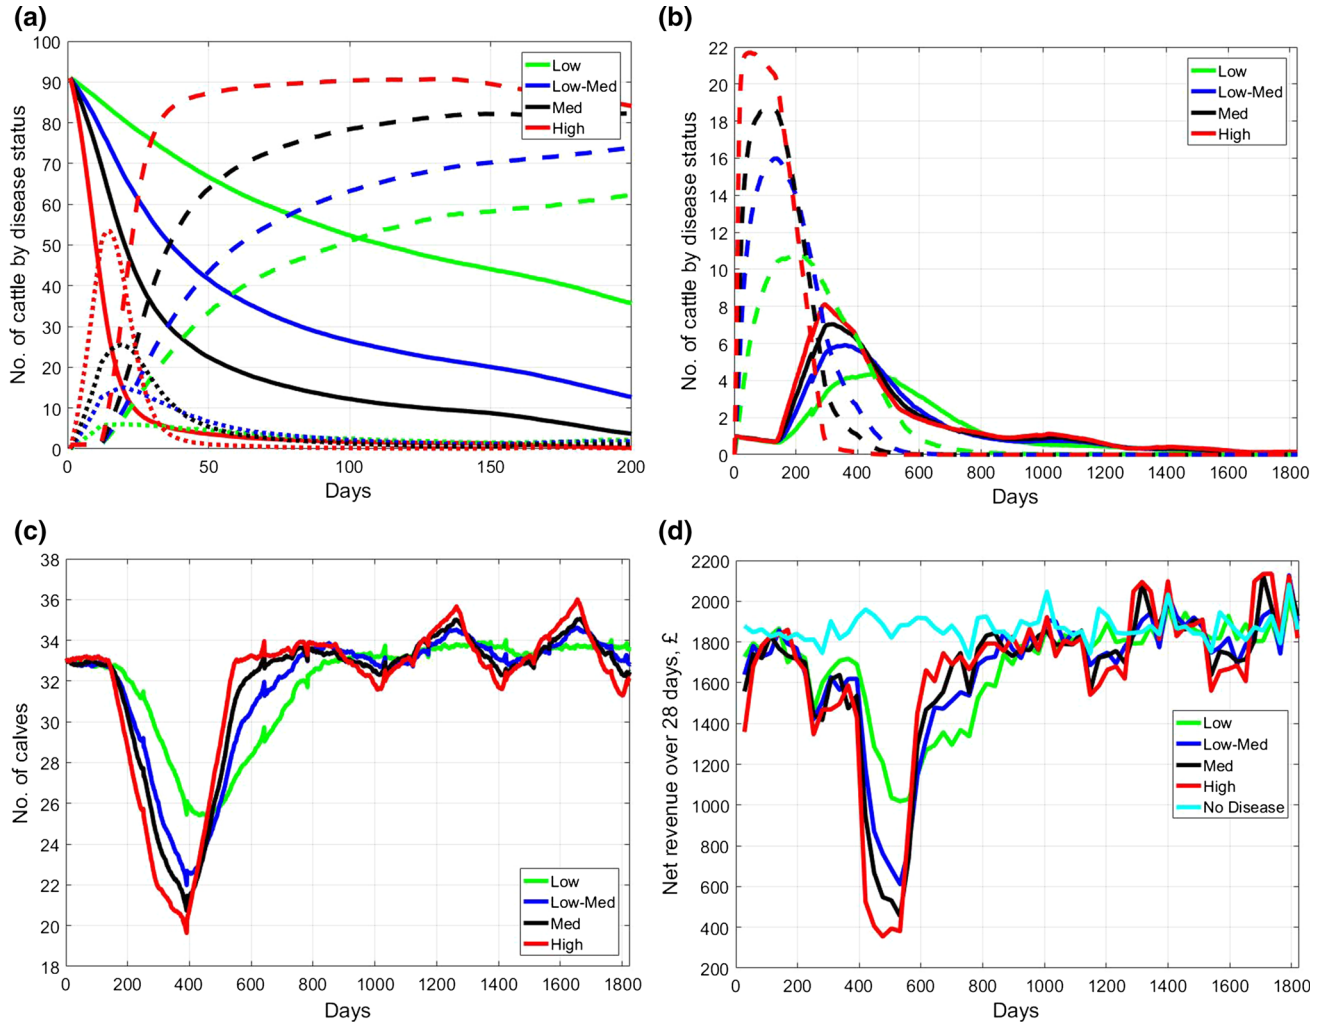 (a)
No. of cattle by disease status
100
90
80
70
60
50
40
30
20
10
0
0 50 100 150 200
Days
Low
Low-Med
Med
High
(b)
No. of cattle by disease status
22
20
18
16
14
12
10
8
6
4
2
0
0 200 400 600 800 1000 1200 1400 1600 1800
Days
Low
Low-Med
Med
High
(c)
No. of calves
38
36
34
32
30
28
26
24
22
20
18
0 200 400 600 800 1000 1200 1400 1600 1800
Days
Low
Low-Med
Med
High
(d)
Net revenue over 28 days, £
2200
2000
1800
1600
1400
1200
1000
800
600
400
200
0 200 400 600 800 1000 1200 1400 1600 1800
Days
Low
Low-Med
Med
High
No Disease